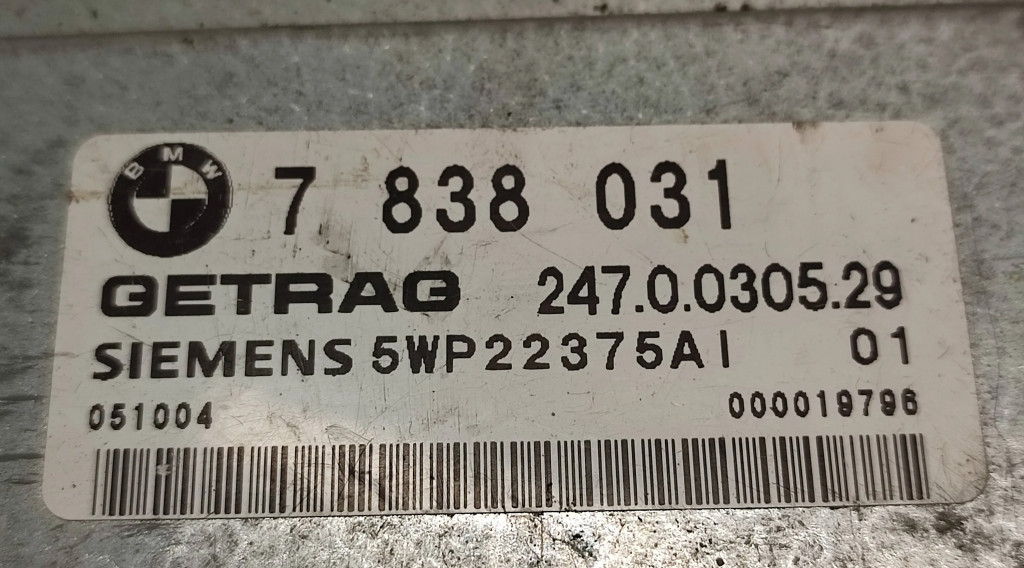 BMW 7 838 031
GETRAG 247.0.0305.29
SIEMENS 5WP22375AI 01
051004 000019796